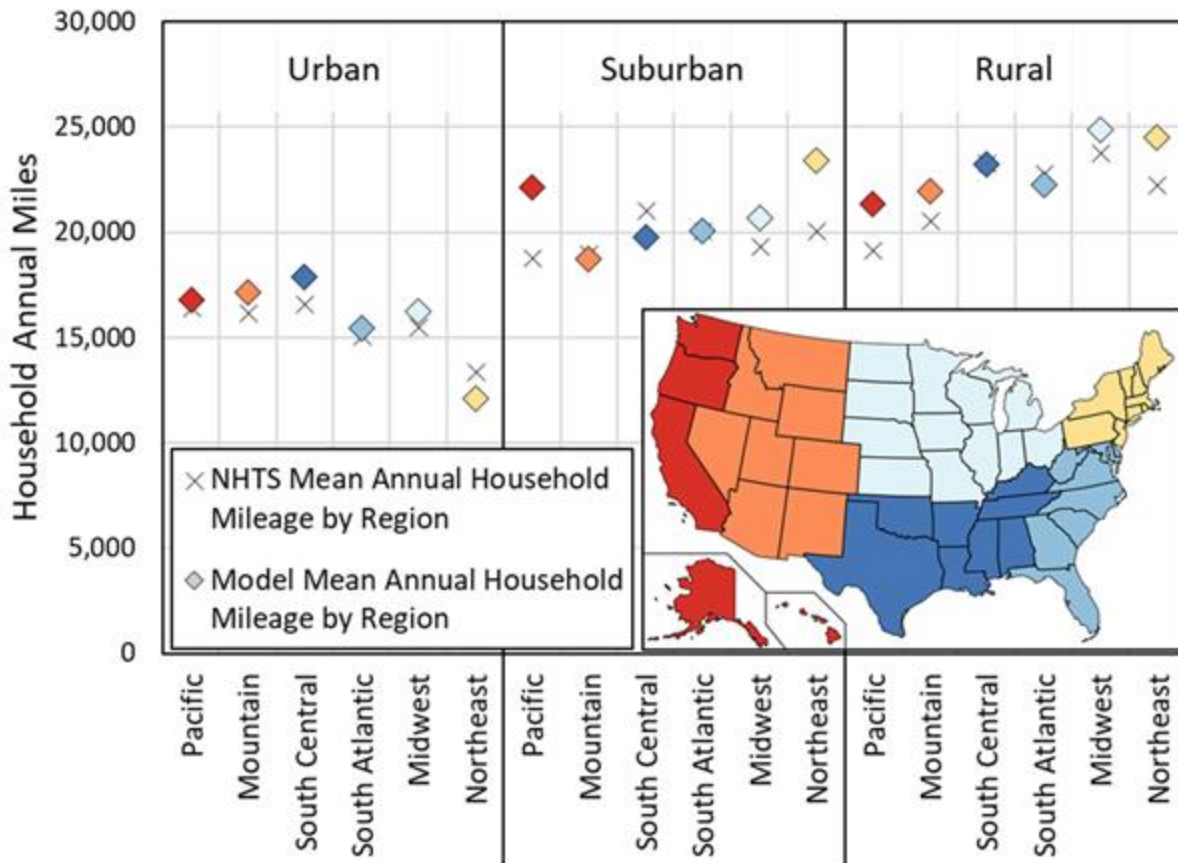 30,000
25,000
20,000
15,000
10,000
5,000
0
Household Annual Miles
Urban
Suburban
Rural
NHTS Mean Annual Household
Mileage by Region
Model Mean Annual Household
Mileage by Region
Pacific
Mountain
South Central
South Atlantic
Midwest
Northeast
Pacific
Mountain
South Central
South Atlantic
Midwest
Northeast
Pacific
Mountain
South Central
South Atlantic
Midwest
Northeast